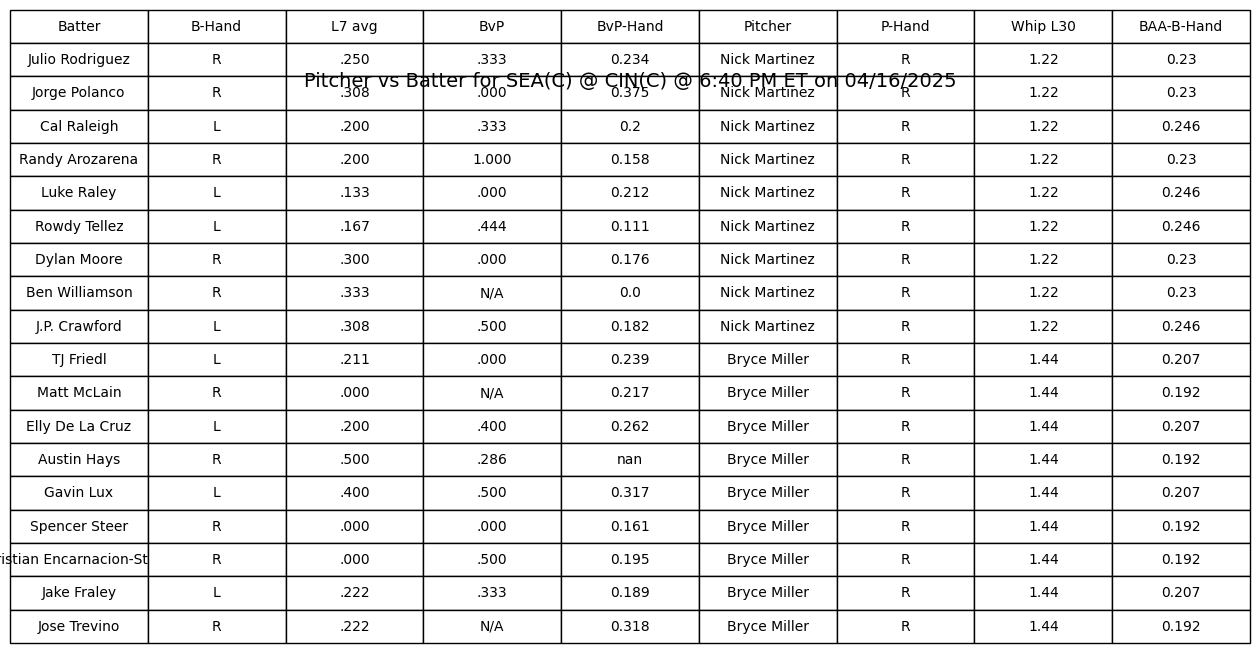 Batter B-Hand L7 avg BvP BvP-Hand Pitcher P-Hand Whip L30 BAA-B-Hand
Julio Rodriguez R .250 .333 0.234 Nick Martinez R 1.22 0.23
Pitcher vs Batter for SEA(C) @ CIN(C) @ 6:40 PM ET on 04/16/2025
Jorge Polanco R .308 .000 0.375 Nick Martinez R 1.22 0.23
Cal Raleigh L .200 .333 0.2 Nick Martinez R 1.22 0.246
Randy Arozarena R .200 1.000 0.158 Nick Martinez R 1.22 0.23
Luke Raley L .133 .000 0.212 Nick Martinez R 1.22 0.246
Rowdy Tellez L .167 .444 0.111 Nick Martinez R 1.22 0.246
Dylan Moore R .300 .000 0.176 Nick Martinez R 1.22 0.23
Ben Williamson R .333 N/A 0.0 Nick Martinez R 1.22 0.23
J.P. Crawford L .308 .500 0.182 Nick Martinez R 1.22 0.246
TJ Friedl L .211 .000 0.239 Bryce Miller R 1.44 0.207
Matt McLain R .000 N/A 0.217 Bryce Miller R 1.44 0.192
Elly De La Cruz L .200 .400 0.262 Bryce Miller R 1.44 0.207
Austin Hays R .500 .286 nan Bryce Miller R 1.44 0.192
Gavin Lux L .400 .500 0.317 Bryce Miller R 1.44 0.207
Spencer Steer R .000 .000 0.161 Bryce Miller R 1.44 0.192
ristian Encarnacion-St R .000 .500 0.195 Bryce Miller R 1.44 0.192
Jake Fraley L .222 .333 0.189 Bryce Miller R 1.44 0.207
Jose Trevino R .222 N/A 0.318 Bryce Miller R 1.44 0.192